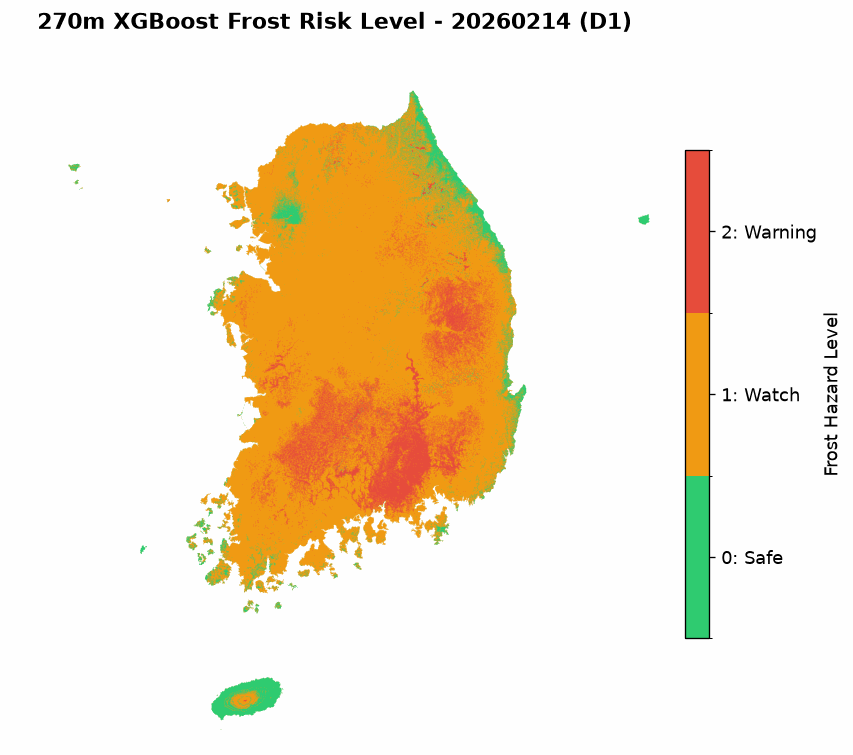 270m XGBoost Frost Risk Level - 20260214 (D1)
2: Warning
1: Watch
0: Safe
Frost Hazard Level